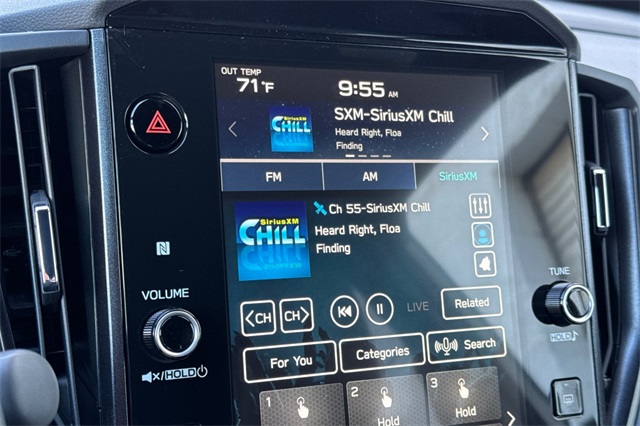 OUT TEMP
71°F
9:55 AM
SXM-SiriusXM Chill
Heard Right, Floa
Finding
SiriusXM
CHILL
FM AM SiriusXM
Ch 55-SiriusXM Chill
Heard Right, Floa
Finding
SiriusXM
CHILL
VOLUME
TUNE
CH CH LIVE Related
HOLD
For You Categories Search
HOLD
1 2 3
Hold Hold